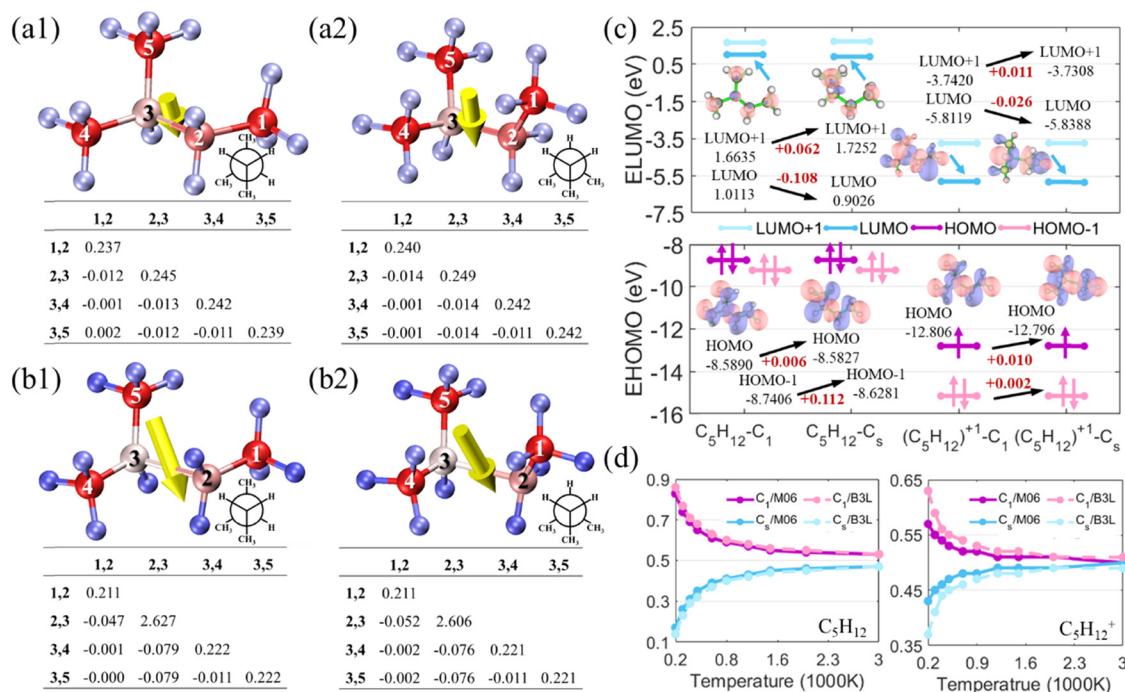 (a1)
5
3
4
2
1
CH₃
H
H
CH₃
H
CH₃
1,2 2,3 3,4 3,5
1,2 0.237
2,3 -0.012 0.245
3,4 -0.001 -0.013 0.242
3,5 0.002 -0.012 -0.011 0.239
(a2)
5
1
4
3
2
H
H
H
CH₃
CH₃
CH₃
1,2 2,3 3,4 3,5
1,2 0.240
2,3 -0.014 0.249
3,4 -0.001 -0.014 0.242
3,5 -0.001 -0.014 -0.011 0.242
(b1)
5
3
1
4
2
CH₃
H
H
CH₃
H
CH₃
1,2 2,3 3,4 3,5
1,2 0.211
2,3 -0.047 2.627
3,4 -0.001 -0.079 0.222
3,5 -0.000 -0.079 -0.011 0.222
(b2)
5
1
3
4
2
H
H
H
CH₃
CH₃
CH₃
1,2 2,3 3,4 3,5
1,2 0.211
2,3 -0.052 2.606
3,4 -0.002 -0.076 0.221
3,5 -0.002 -0.076 -0.011 0.221
(c)
ELUMO (eV)
2.5
0.5
-1.5
-3.5
-5.5
-7.5
LUMO+1
1.6635
+0.062
LUMO+1
1.7252
LUMO
1.0113
-0.108
LUMO
0.9026
LUMO+1
-3.7420
+0.011
LUMO+1
-3.7308
LUMO
-5.8119
-0.026
LUMO
-5.8388
LUMO+1 LUMO HOMO HOMO-1
EHOMO (eV)
-8
-10
-12
-14
-16
HOMO
-8.5890
+0.006
HOMO
-8.5827
HOMO-1
-8.7406
+0.112
HOMO-1
-8.6281
HOMO
-12.806
+0.010
HOMO
-12.796
+0.002
C₅H₁₂-C₁ C₅H₁₂-Cₛ (C₅H₁₂)⁺¹-C₁ (C₅H₁₂)⁺¹-Cₛ
(d)
0.9
0.7
0.5
0.3
0.1
C₁/M06 C₁/B3L
Cₛ/M06 Cₛ/B3L
C₅H₁₂
0.2 0.9 1.6 2.3 3
Temperature (1000K)
0.65
0.55
0.45
0.35
C₁/M06 C₁/B3L
Cₛ/M06 Cₛ/B3L
C₅H₁₂⁺
0.2 0.9 1.6 2.3 3
Temperatrue (1000K)